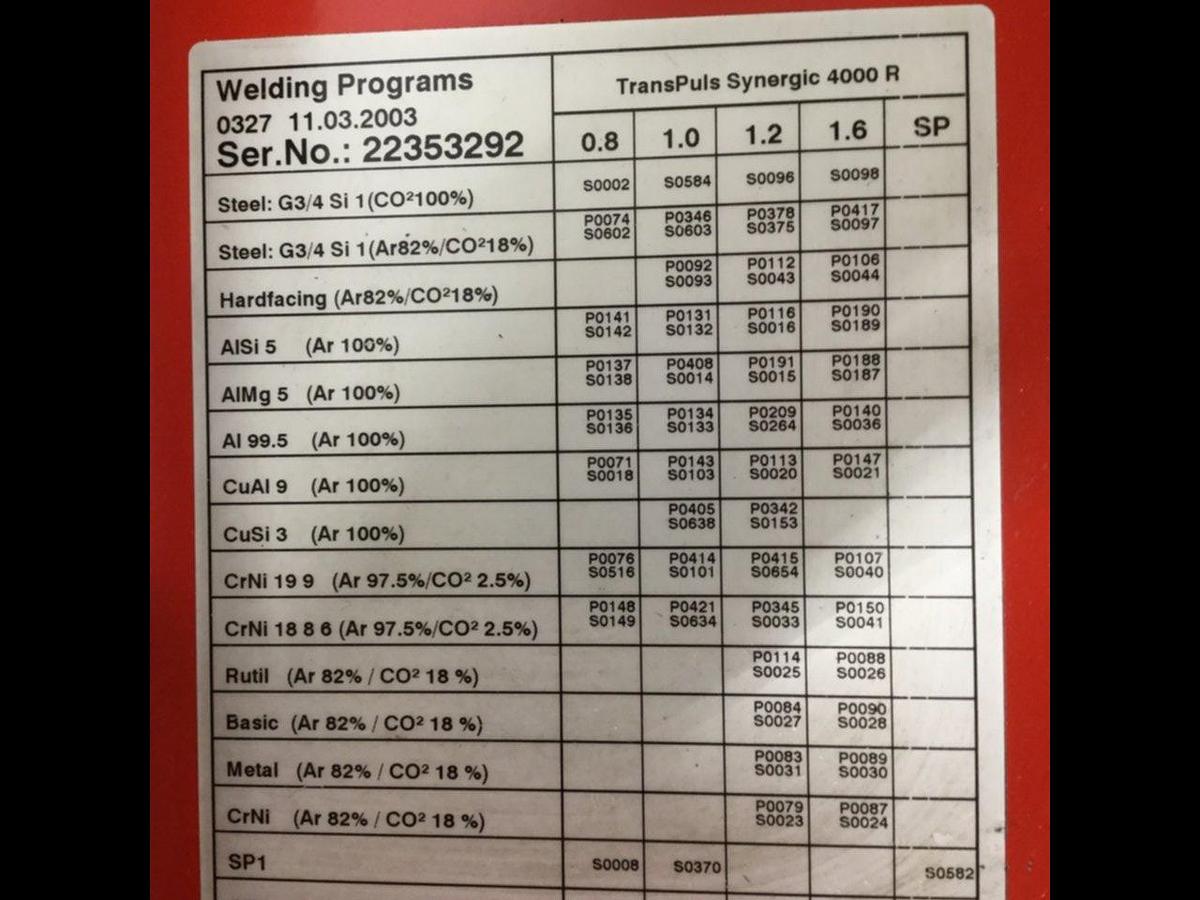 Welding Programs
TransPuls Synergic 4000 R
0327 11.03.2003
Ser.No.: 22353292
0.8 1.0 1.2 1.6 SP
Steel: G3/4 Si 1(CO²100%) S0002 S0584 S0096 S0098
Steel: G3/4 Si 1(Ar82%/CO²18%) P0074 P0346 P0378 P0417
S0602 S0603 S0375 S0097
Hardfacing (Ar82%/CO²18%) P0092 P0112 P0106
S0093 S0043 S0044
AlSi 5 (Ar 100%) P0141 P0131 P0116 P0190
S0142 S0132 S0016 S0189
AlMg 5 (Ar 100%) P0137 P0408 P0191 P0188
S0138 S0014 S0015 S0187
Al 99.5 (Ar 100%) P0135 P0134 P0209 P0140
S0136 S0133 S0264 S0036
CuAl 9 (Ar 100%) P0071 P0143 P0113 P0147
S0018 S0103 S0020 S0021
CuSi 3 (Ar 100%) P0405 P0342
S0638 S0153
CrNi 19 9 (Ar 97.5%/CO² 2.5%) P0076 P0414 P0415 P0107
S0516 S0101 S0654 S0040
CrNi 18 8 6 (Ar 97.5%/CO² 2.5%) P0148 P0421 P0345 P0150
S0149 S0634 S0033 S0041
Rutil (Ar 82% / CO² 18 %) P0114 P0088
S0025 S0026
Basic (Ar 82% / CO² 18 %) P0084 P0090
S0027 S0028
Metal (Ar 82% / CO² 18 %) P0083 P0089
S0031 S0030
CrNi (Ar 82% / CO² 18 %) P0079 P0087
S0023 S0024
SP1 S0008 S0370 S0582